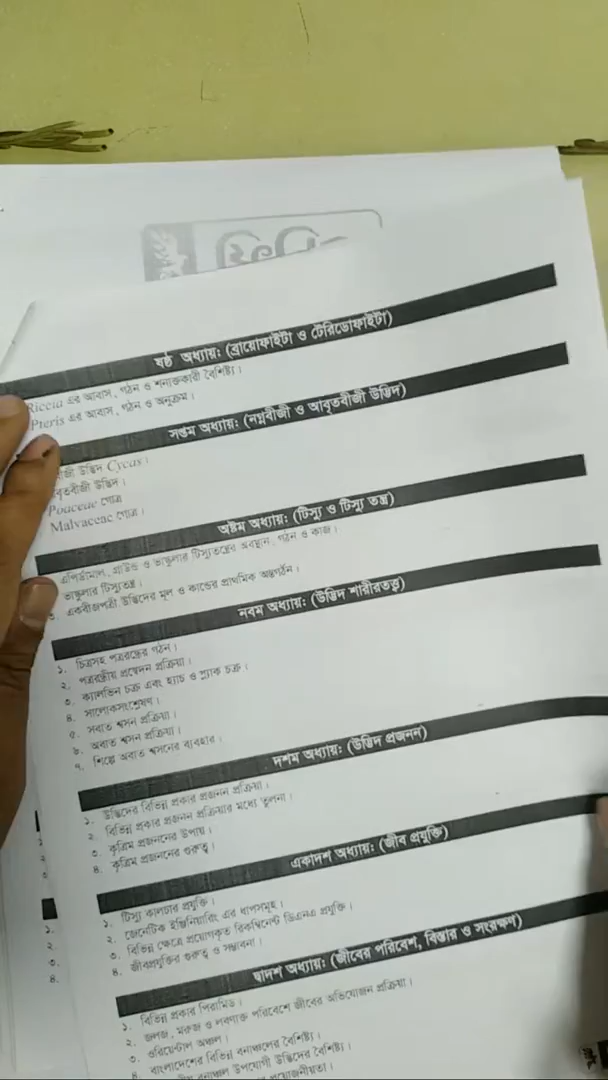 ষষ্ঠ অধ্যায়: (ব্রায়োফাইটা ও টেরিডোফাইটা)
Riccia এর আবাস, গঠন ও শনাক্তকারী বৈশিষ্ট্য।
Pteris এর আবাস, গঠন ও অনুক্রম।
সপ্তম অধ্যায়: (নগ্নবীজী ও আবৃতবীজী উদ্ভিদ)
উদ্ভিদ Cycas।
উদ্ভিদ।
Poaceae গোত্র
Malvaceae গোত্র।
অষ্টম অধ্যায়: (টিস্যু ও টিস্যু তন্ত্র)
এপিডার্মাল, গ্রাউন্ড ও ভাস্কুলার টিস্যুতন্ত্রের অবস্থান, গঠন ও কাজ।
ভাস্কুলার টিস্যুতন্ত্র।
৩. একবীজপত্রী উদ্ভিদের মূল ও কান্ডের প্রাথমিক অন্তর্গঠন।
নবম অধ্যায়: (উদ্ভিদ শারীরতত্ত্ব)
১. চিত্রসহ পত্ররন্ধ্রের গঠন।
২. পত্ররন্ধ্রীয় প্রস্বেদন প্রক্রিয়া।
৩. ক্যালভিন চক্র এবং হ্যাচ ও স্ল্যাক চক্র।
৪. সালোকসংশ্লেষণ।
৫. সবাত শ্বসন প্রক্রিয়া।
৬. অবাত শ্বসন প্রক্রিয়া।
৭. শিল্পে অবাত শ্বসনের ব্যবহার।
দশম অধ্যায়: (উদ্ভিদ প্রজনন)
১. উদ্ভিদের বিভিন্ন প্রকার প্রজনন প্রক্রিয়া।
২. বিভিন্ন প্রকার প্রজনন প্রক্রিয়ার মধ্যে তুলনা।
৩. কৃত্রিম প্রজননের উপায়।
৪. কৃত্রিম প্রজননের গুরুত্ব।
একাদশ অধ্যায়: (জীব প্রযুক্তি)
১. টিস্যু কালচার প্রযুক্তি।
২. জেনেটিক ইঞ্জিনিয়ারিং এর ধাপসমূহ।
৩. বিভিন্ন ক্ষেত্রে প্রয়োগকৃত রিকম্বিনেন্ট ডিএনএ প্রযুক্তি।
৪. জীবপ্রযুক্তির গুরুত্ব ও সম্ভাবনা।
দ্বাদশ অধ্যায়: (জীবের পরিবেশ, বিস্তার ও সংরক্ষণ)
১. বিভিন্ন প্রকার পিরামিড।
২. জলজ, মরুজ ও লবণাক্ত পরিবেশে জীবের অভিযোজন প্রক্রিয়া।
৩. ওরিয়েন্টাল অঞ্চল।
৪. বাংলাদেশের বিভিন্ন বনাঞ্চলের বৈশিষ্ট্য।
বনাঞ্চল উপযোগী উদ্ভিদের বৈশিষ্ট্য।
প্রয়োজনীয়তা।